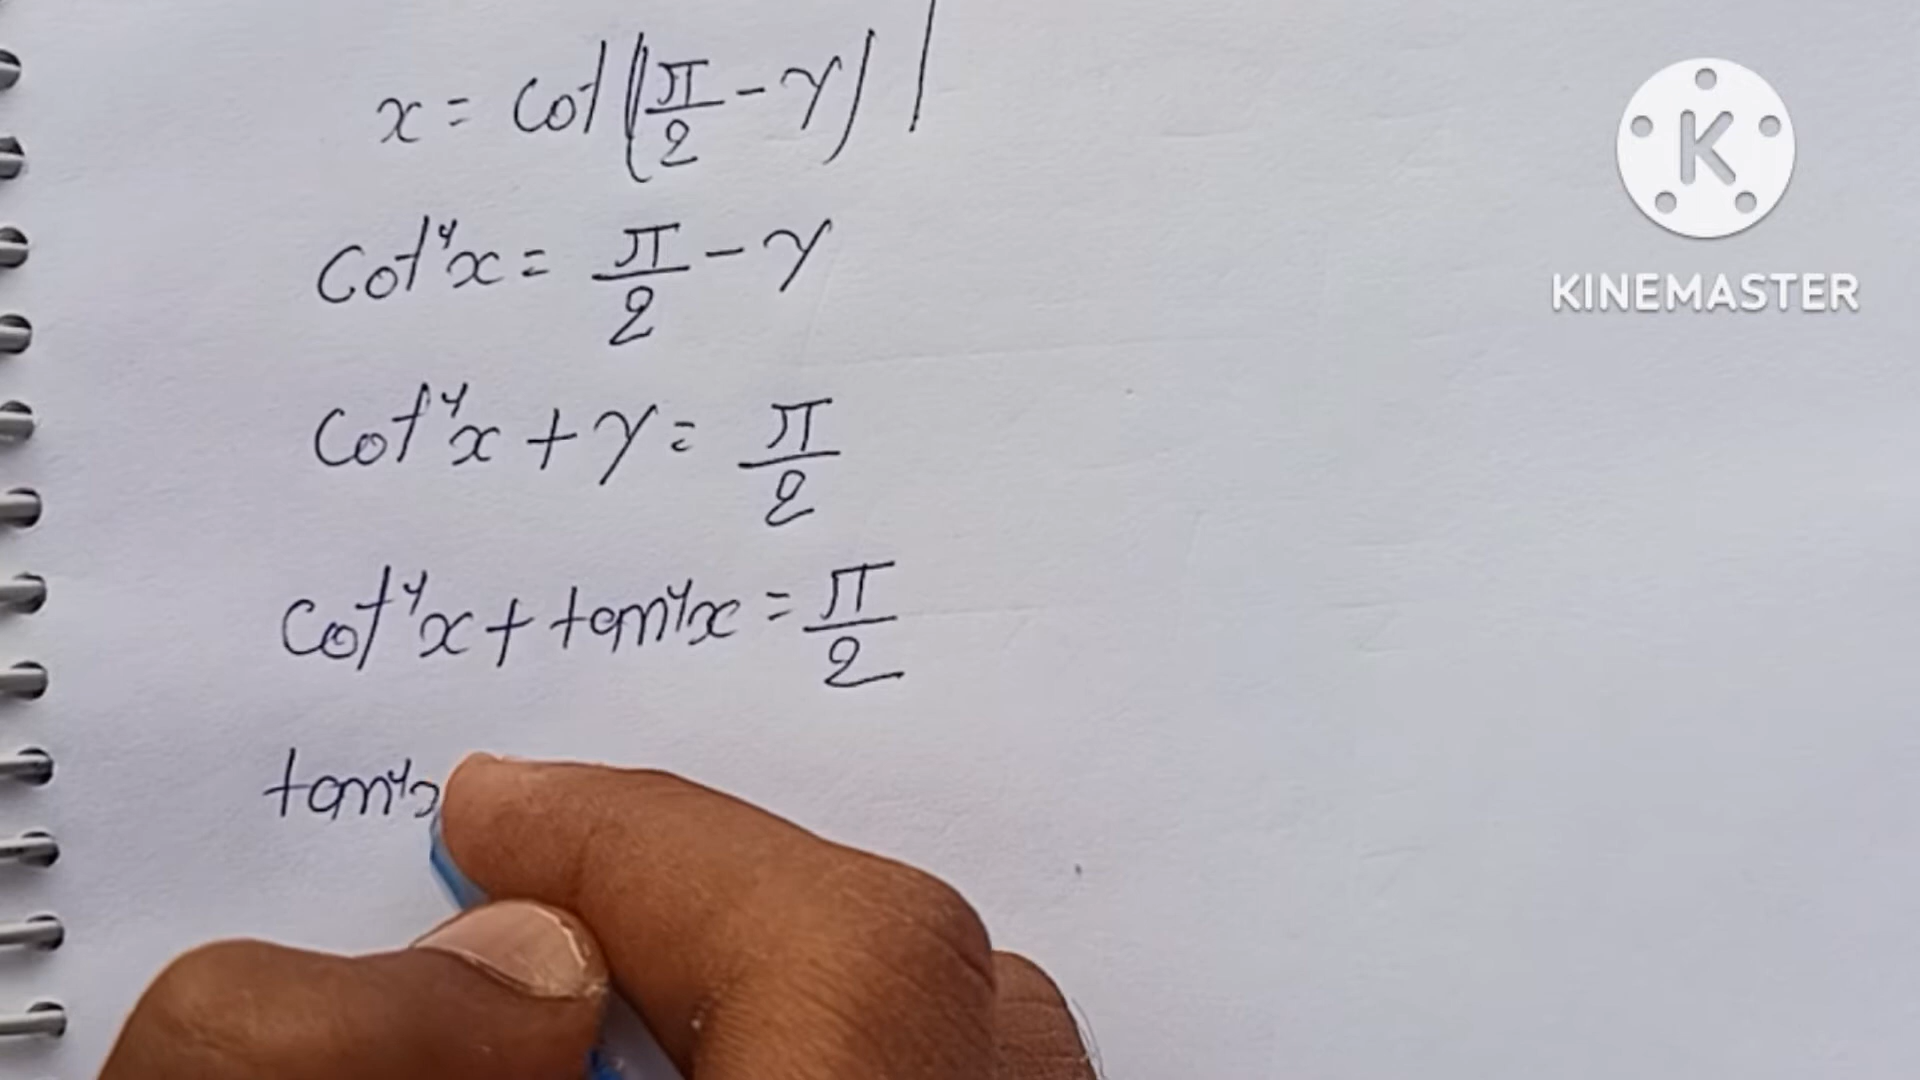 x = cot(π/2 - y)
cot⁻¹x = π/2 - y
cot⁻¹x + y = π/2
cot⁻¹x + tan⁻¹x = π/2
tan⁻¹x
K
KINEMASTER